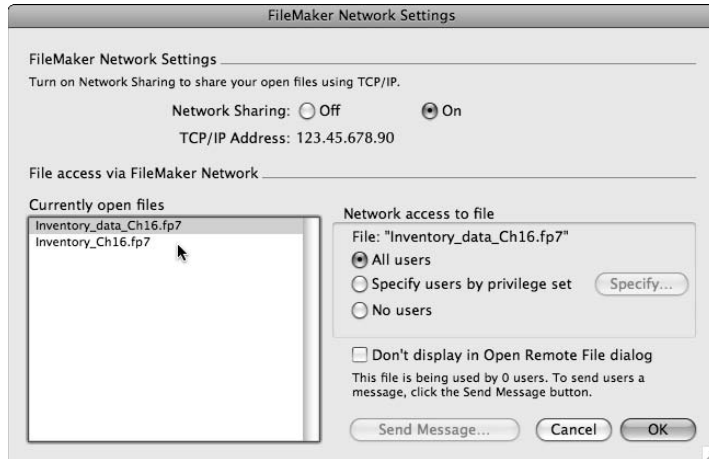 FileMaker Network Settings
FileMaker Network Settings
Turn on Network Sharing to share your open files using TCP/IP.
Network Sharing: Off On
TCP/IP Address: 123.45.678.90
File access via FileMaker Network
Currently open files
Inventory_data_Ch16.fp7
Inventory_Ch16.fp7
Network access to file
File: "Inventory_data_Ch16.fp7"
All users
Specify users by privilege set Specify...
No users
Don't display in Open Remote File dialog
This file is being used by 0 users. To send users a
message, click the Send Message button.
Send Message... Cancel OK